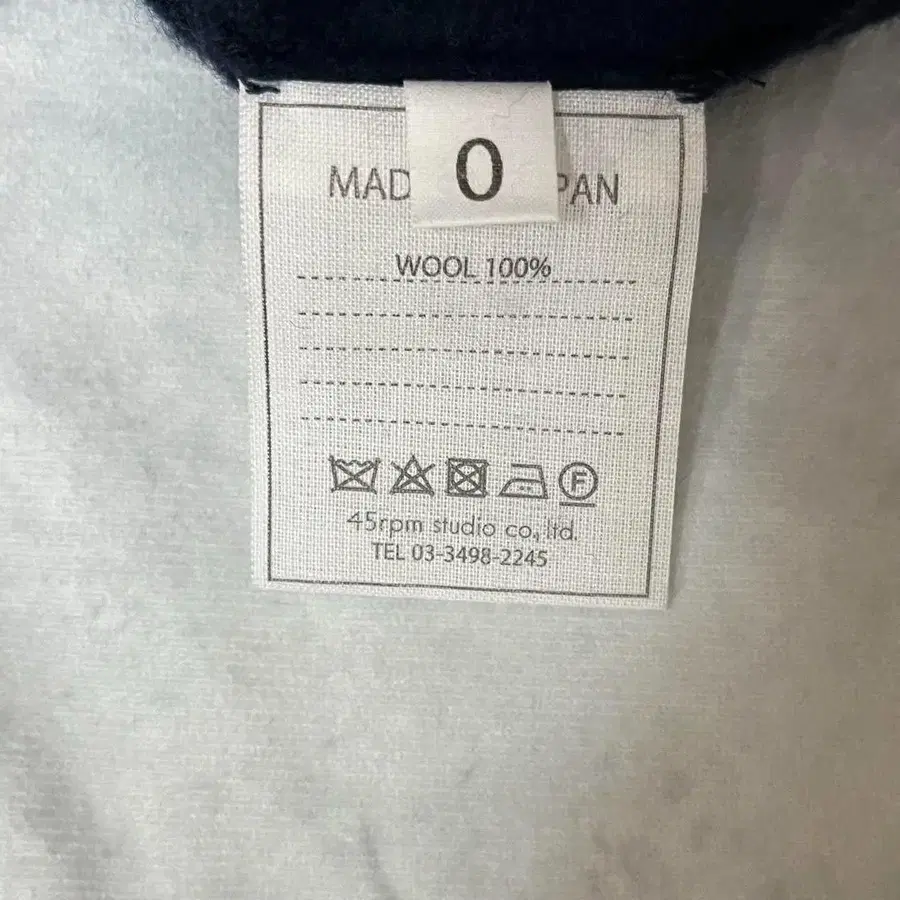 0
MAD PAN
WOOL 100%
F
45rpm studio co., ltd.
TEL 03-3498-2245